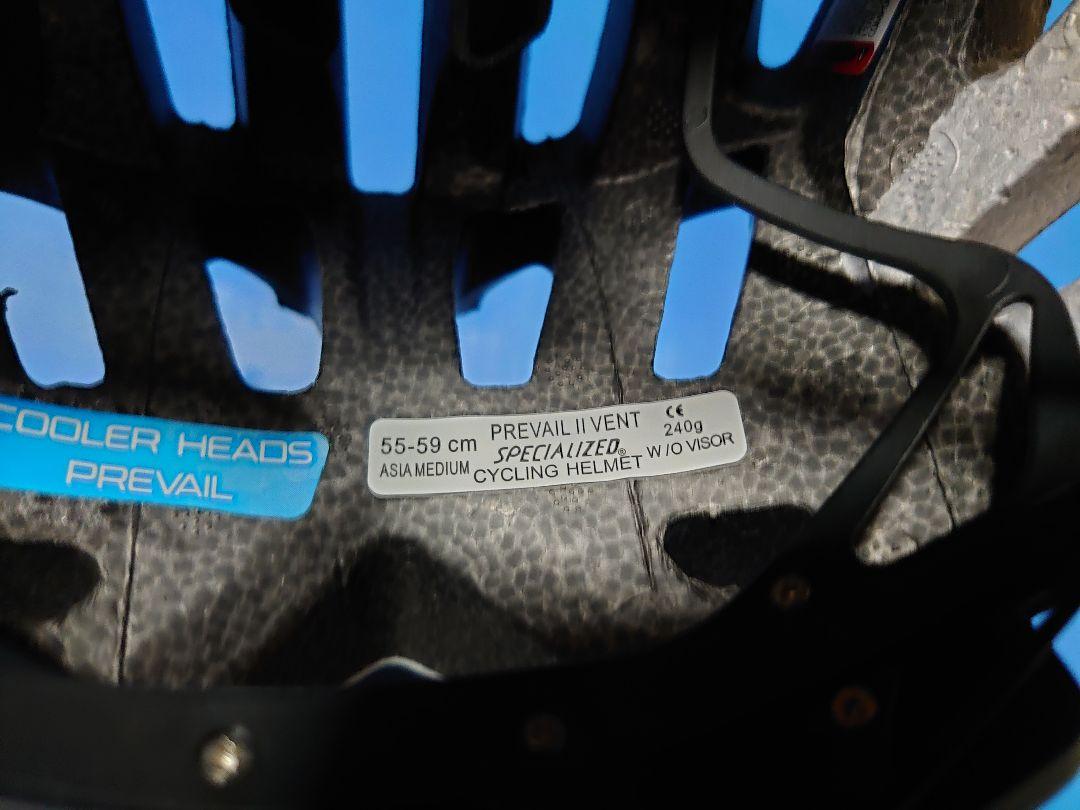 COOLER HEADS
PREVAIL
55-59 cm
ASIA MEDIUM
PREVAIL II VENT
SPECIALIZED®
CYCLING HELMET
CE
240g
W/O VISOR